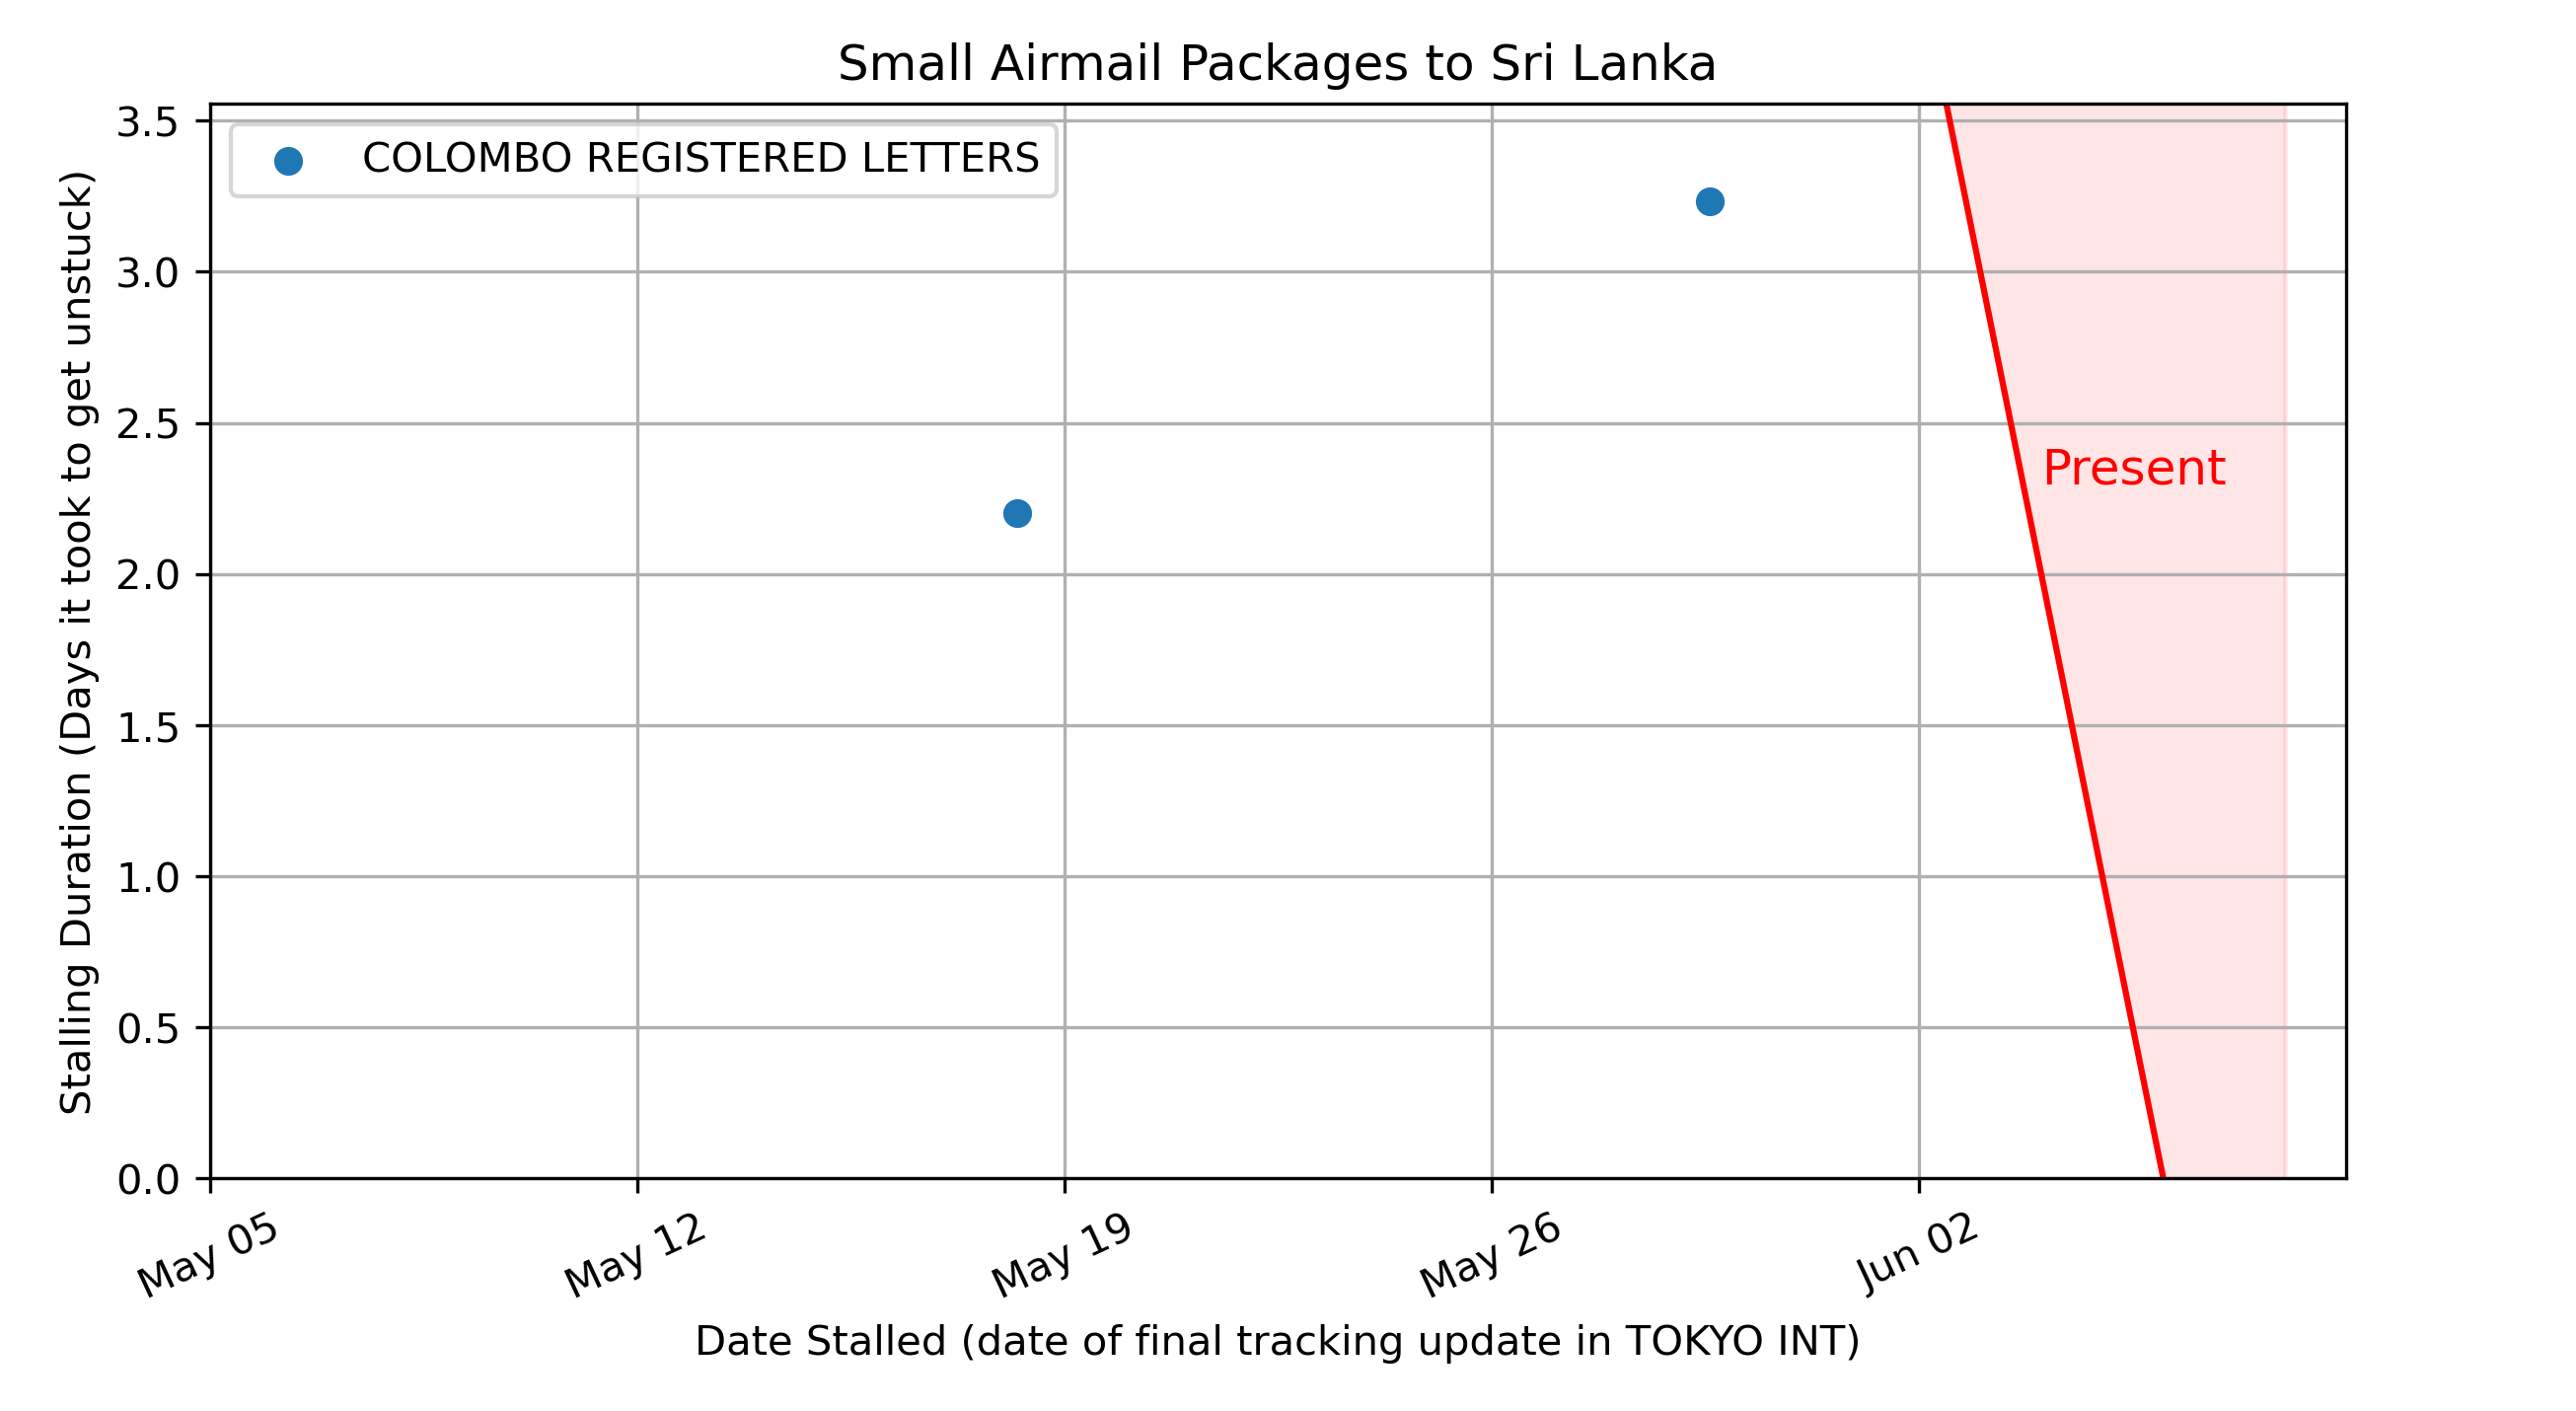 Small Airmail Packages to Sri Lanka
COLOMBO REGISTERED LETTERS
Stalling Duration (Days it took to get unstuck)
3.5
3.0
2.5
2.0
1.5
1.0
0.5
0.0
Present
May 05
May 12
May 19
May 26
Jun 02
Date Stalled (date of final tracking update in TOKYO INT)